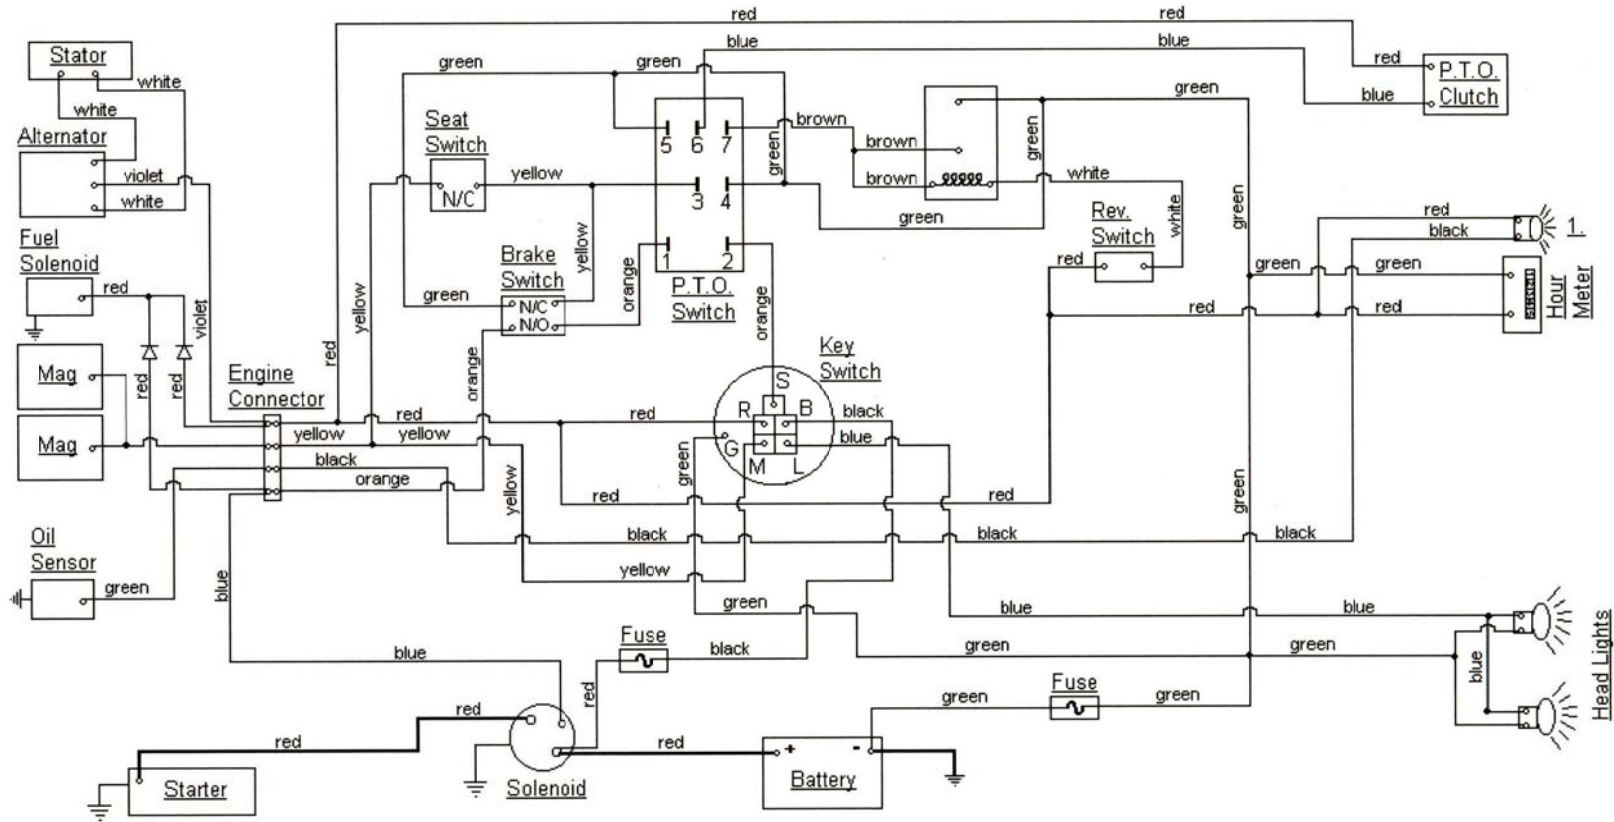 red
red
Stator
white
white
Alternator
violet
white
Fuel
Solenoid
red
violet
Mag
Mag
red
red
Engine
Connector
red
Oil
Sensor
green
blue
green
green
blue
blue
Seat
Switch
N/C
yellow
yellow
Brake
Switch
N/C
N/O
green
yellow
orange
orange
5
6
7
3
4
1
2
P.T.O.
Switch
brown
green
brown
brown
green
green
green
white
white
Rev.
Switch
red
green
red
blue
P.T.O.
Clutch
red
black
1.
green
green
red
red
Hour
Meter
orange
Key
Switch
S
R
B
G
M
L
black
blue
red
red
yellow
yellow
black
orange
yellow
green
red
red
green
black
black
black
yellow
green
blue
blue
green
green
blue
Head Lights
blue
Fuse
black
red
Fuse
green
green
red
red
red
Solenoid
Starter
+
-
Battery